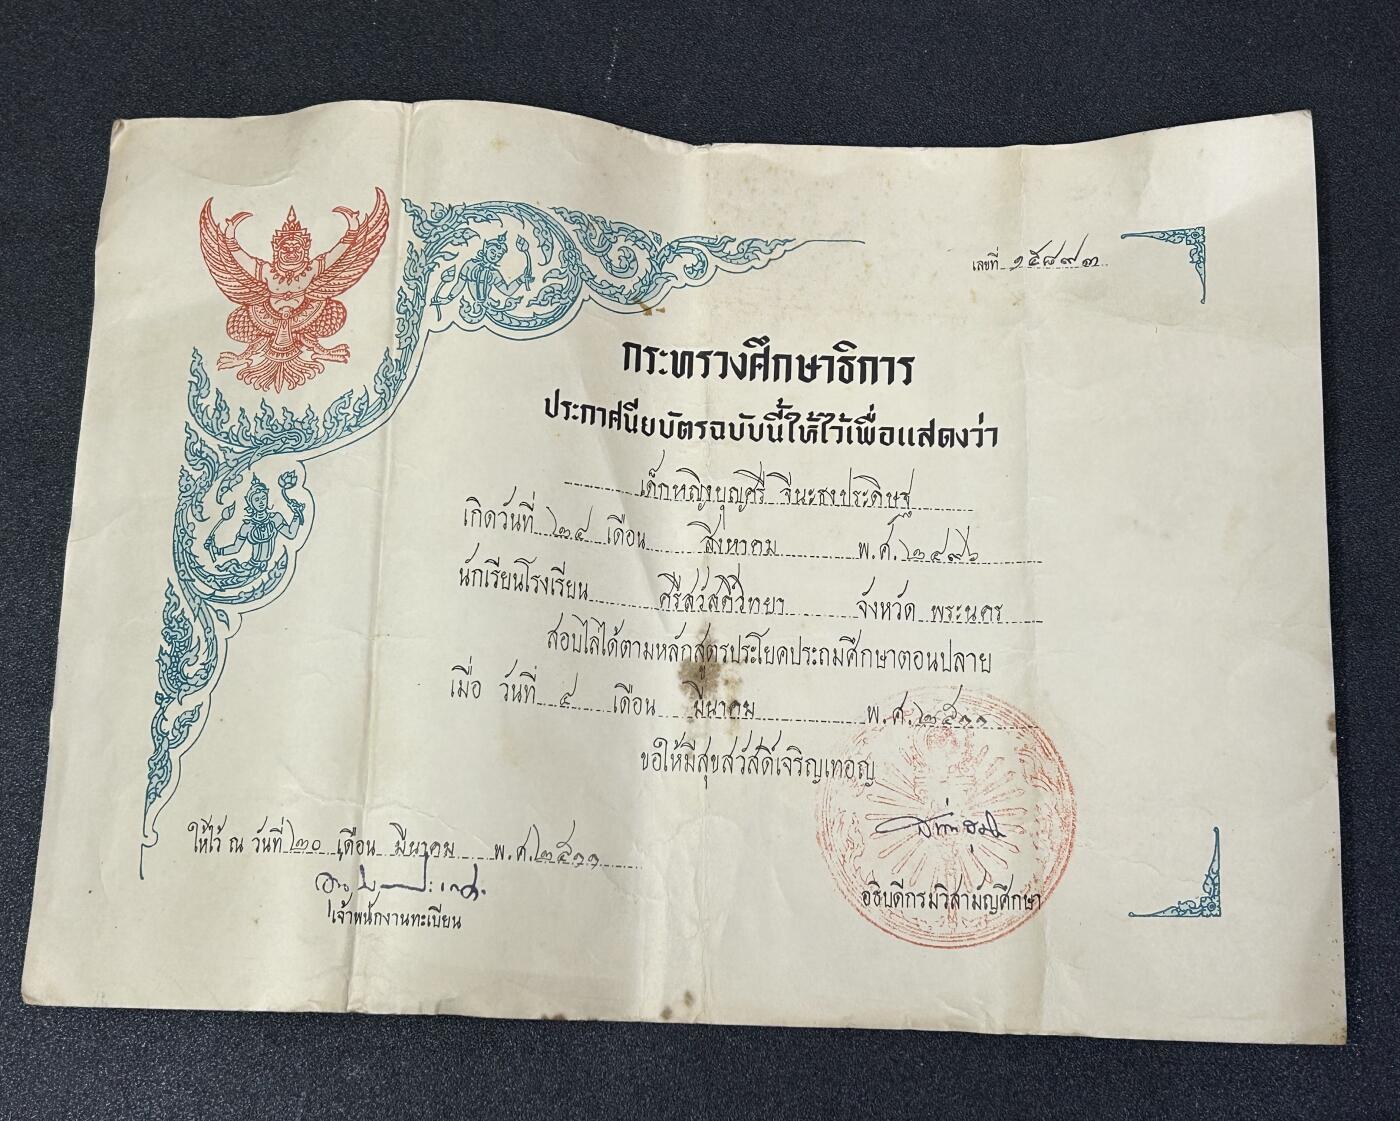 เลขที่ ๑๕๘๙๓
กระทรวงศึกษาธิการ
ประกาศนียบัตรฉบับนี้ให้ไว้เพื่อแสดงว่า
เด็กหญิงบุญศรี จีนะธงประดิษฐ
เกิดวันที่ ๒๔ เดือน สิงหาคม พ.ศ. ๒๔๙๖
นักเรียนโรงเรียน ศรีสวัสดิ์วิทยา จังหวัด พระนคร
สอบไล่ได้ตามหลักสูตรประโยคประถมศึกษาตอนปลาย
เมื่อ วันที่ ๔ เดือน มีนาคม พ.ศ. ๒๕๑๑
ขอให้มีสุขสวัสดิ์เจริญเทอญ
ให้ไว้ ณ วันที่ ๒๐ เดือน มีนาคม พ.ศ. ๒๕๑๑
เจ้าพนักงานทะเบียน
อธิบดีกรมวิสามัญศึกษา